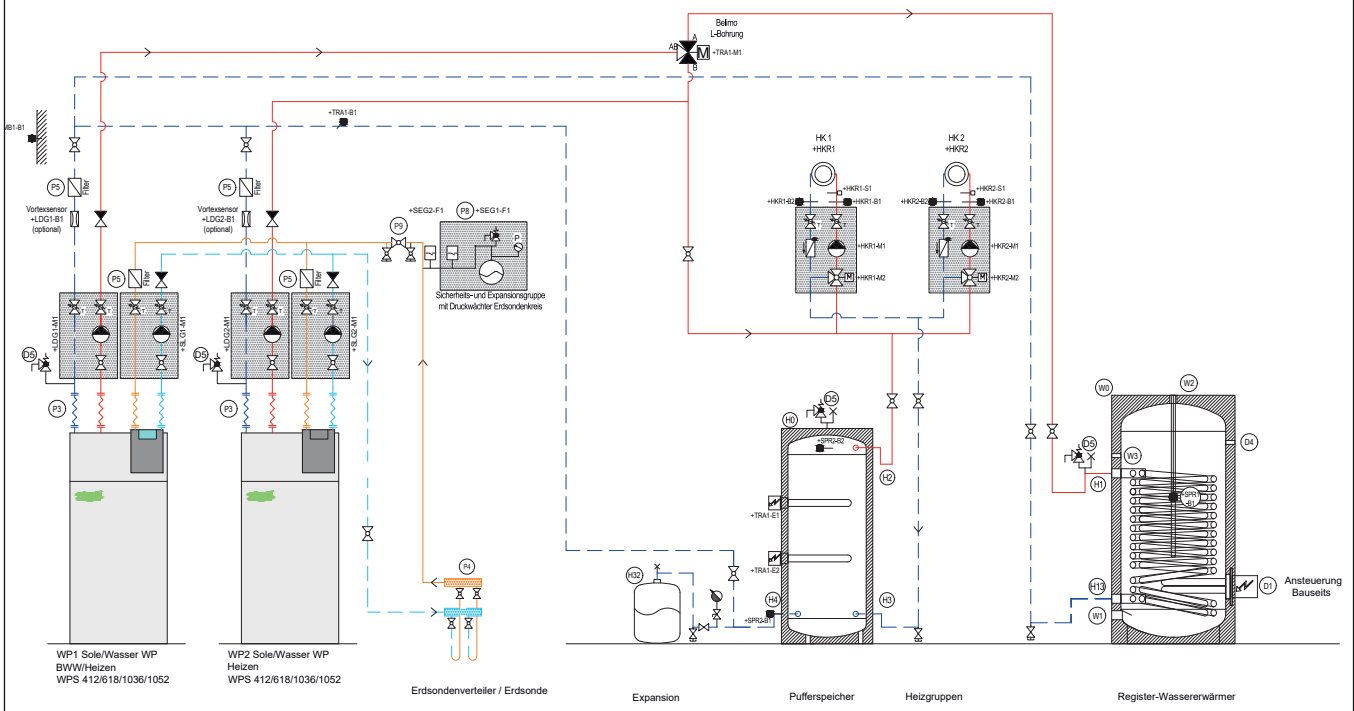 Belimo
L-Bohrung
A
AB
M
+TRA1-M1
B
MB1-B1
+TRA1-B1
HK 1
+HKR1
HK 2
+HKR2
P5
Filter
P5
Filter
+HKR1-S1
+HKR1-B2
+HKR1-B1
+HKR2-S1
+HKR2-B2
+HKR2-B1
Vortexsensor
+LDG1-B1
(optional)
Vortexsensor
+LDG2-B1
(optional)
+SEG2-F1
P8
+SEG1-F1
P9
P
T
T
T
T
+HKR1-M1
+HKR2-M1
P5
Filter
P5
Filter
M
+HKR1-M2
M
+HKR2-M2
Sicherheits- und Expansionsgruppe
mit Druckwächter Erdsondenkreis
T
T
T
T
T
T
T
T
+LDG1-M1
+SLG1-M1
+LDG2-M1
+SLG2-M1
D5
D5
P3
P3
D5
H0
+SPR2-B2
H2
W0
W2
D5
D4
W3
H1
+SPR1
-B1
+TRA1-E1
+TRA1-E2
P4
H32
H4
H3
+SPR2-B1
H13
W1
D1
Ansteuerung
Bauseits
WP1 Sole/Wasser WP
BWW/Heizen
WPS 412/618/1036/1052
WP2 Sole/Wasser WP
Heizen
WPS 412/618/1036/1052
Erdsondenverteiler / Erdsonde
Expansion
Pufferspeicher
Heizgruppen
Register-Wassererwärmer